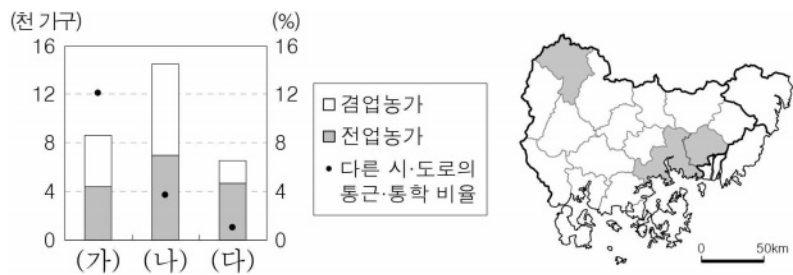 (천 가구)
(%)
16
12
8
4
0
16
12
8
4
0
(가)
(나)
(다)
겸업농가
전업농가
다른 시·도로의
통근·통학 비율
0
50km